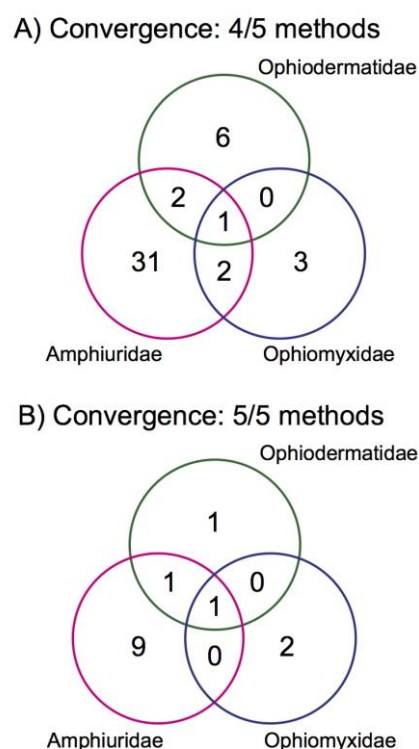 A) Convergence: 4/5 methods
Ophiodermatidae
6
2
0
1
31
2
3
Amphiuridae
Ophiomyxidae
B) Convergence: 5/5 methods
Ophiodermatidae
1
1
0
1
9
0
2
Amphiuridae
Ophiomyxidae